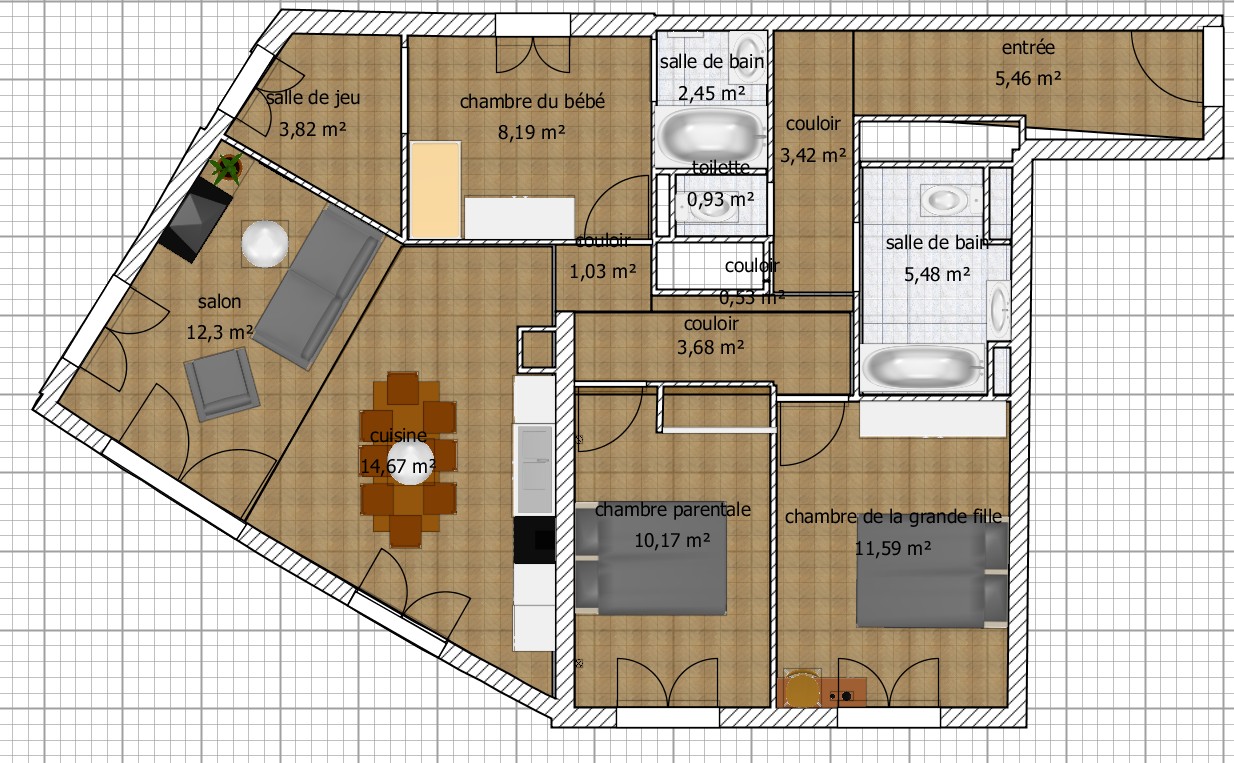 entrée
5,46 m²
salle de bain
2,45 m²
salle de jeu
3,82 m²
chambre du bébé
8,19 m²
couloir
3,42 m²
toilette
0,93 m²
couloir
1,03 m²
couloir
0,53 m²
salle de bain
5,48 m²
salon
12,3 m²
couloir
3,68 m²
cuisine
14,67 m²
chambre parentale
10,17 m²
chambre de la grande fille
11,59 m²